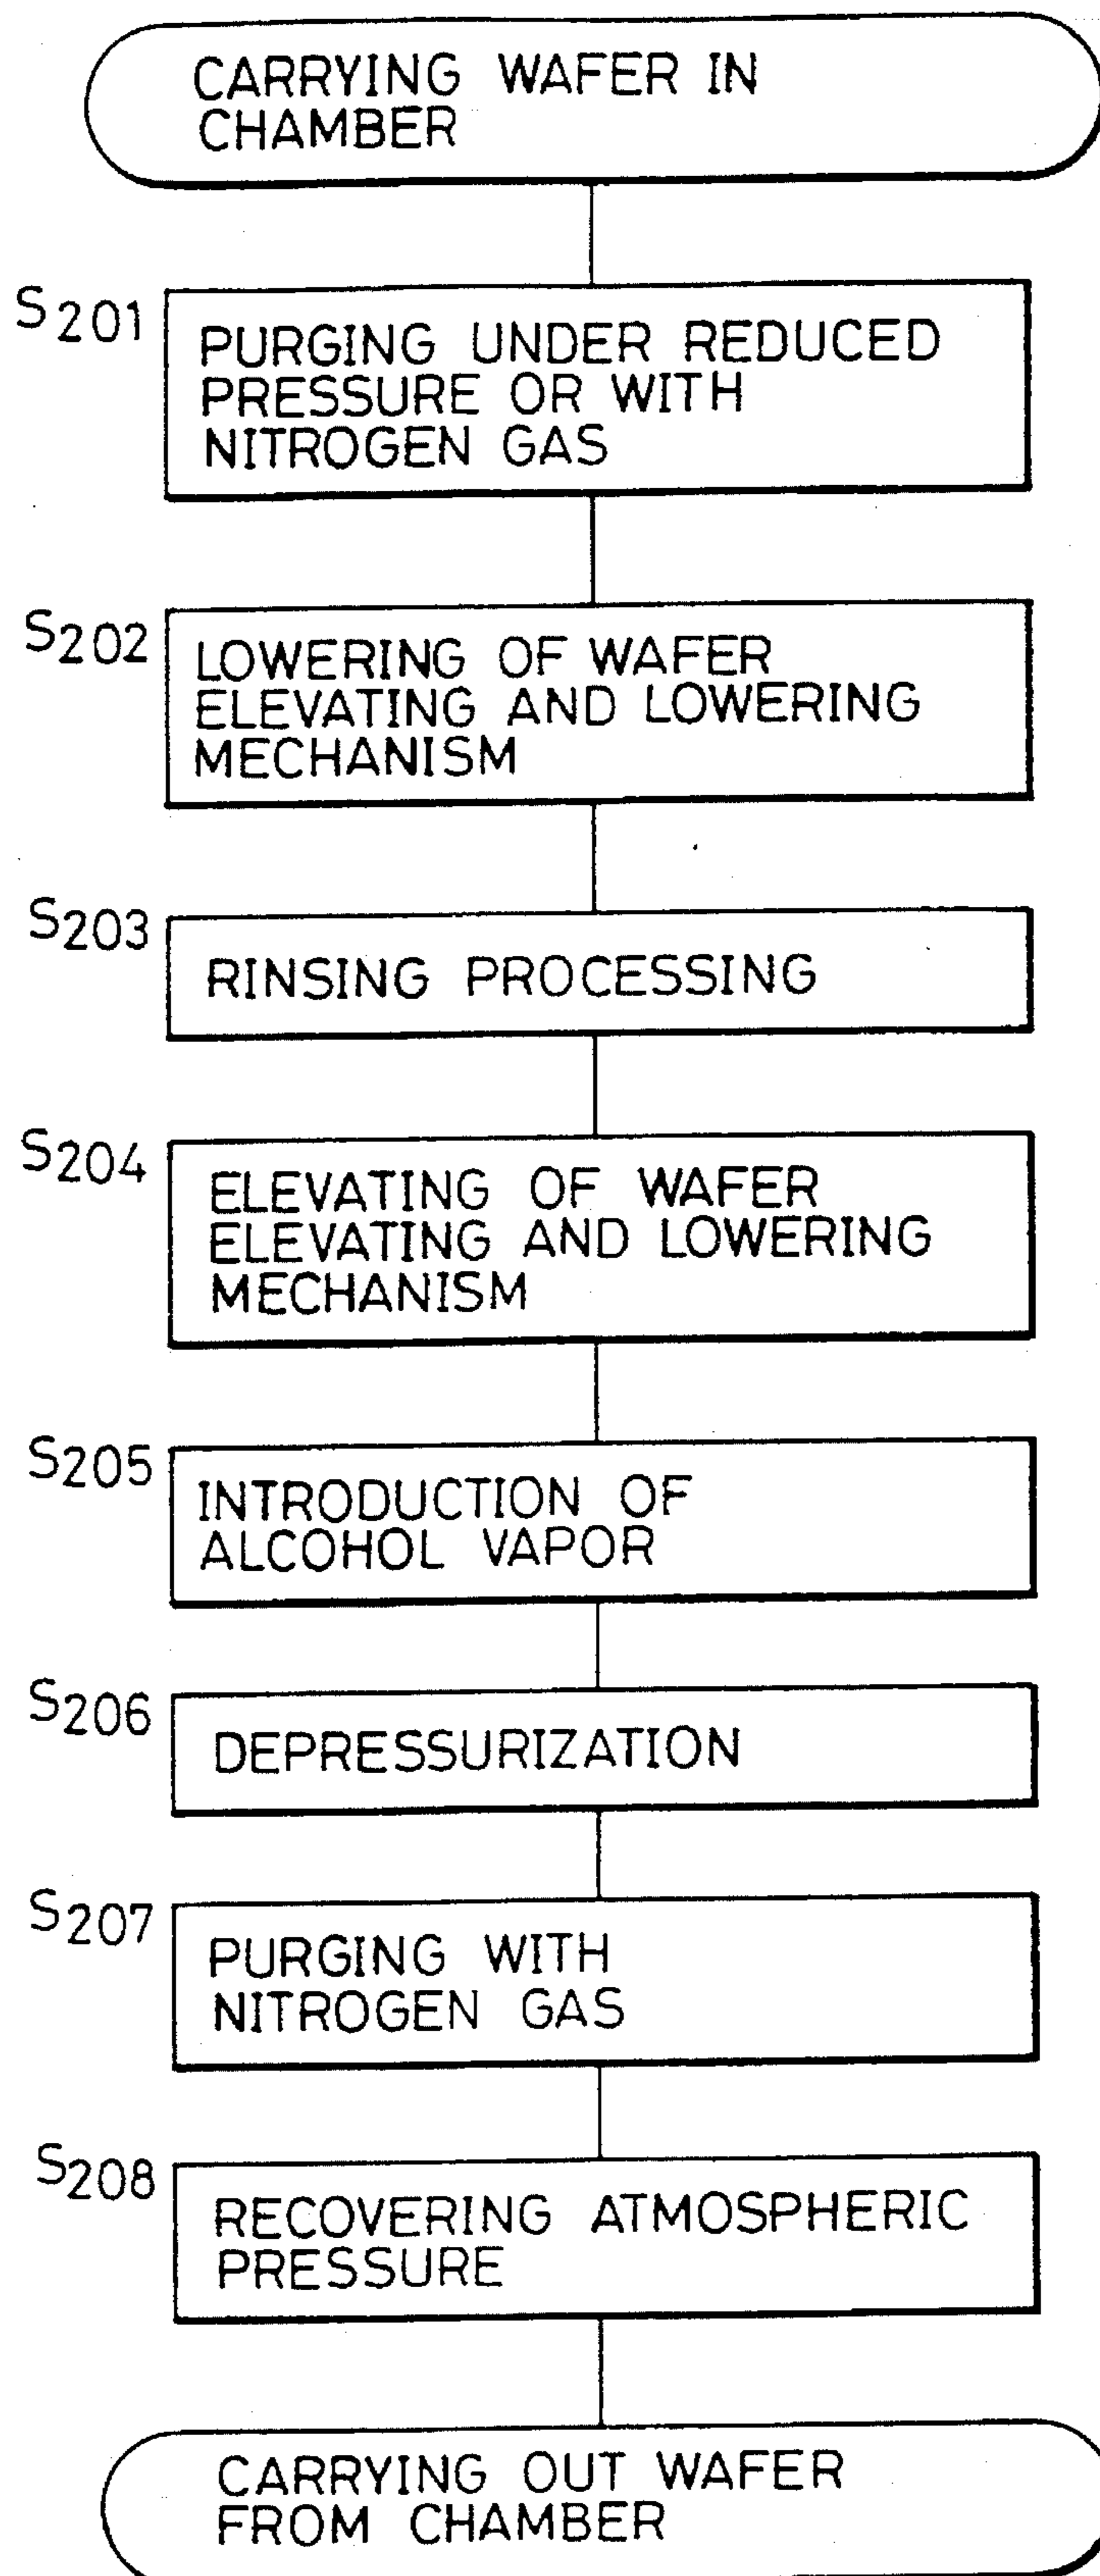 CARRYING WAFER IN
CHAMBER
S201
PURGING UNDER REDUCED
PRESSURE OR WITH
NITROGEN GAS
S202
LOWERING OF WAFER
ELEVATING AND LOWERING
MECHANISM
S203
RINSING PROCESSING
S204
ELEVATING OF WAFER
ELEVATING AND LOWERING
MECHANISM
S205
INTRODUCTION OF
ALCOHOL VAPOR
S206
DEPRESSURIZATION
S207
PURGING WITH
NITROGEN GAS
S208
RECOVERING ATMOSPHERIC
PRESSURE
CARRYING OUT WAFER
FROM CHAMBER